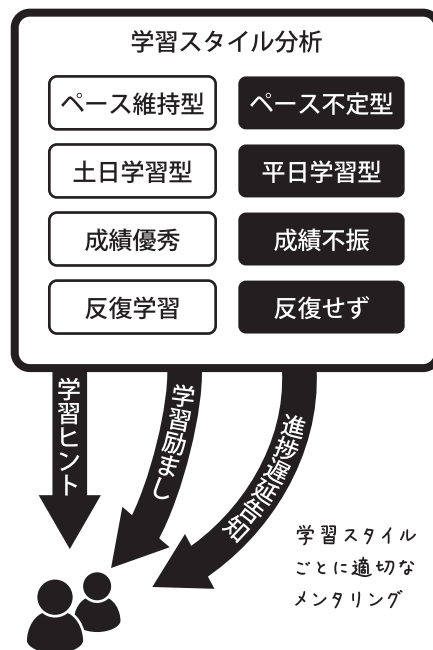 学習スタイル分析
ペース維持型
ペース不定型
土日学習型
平日学習型
成績優秀
成績不振
反復学習
反復せず
学習ヒント
学習励まし
進捗遅延告知
学習スタイル
ごとに適切な
メンタリング